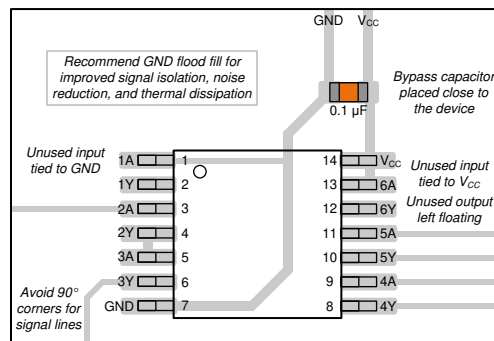 GND VCC
Recommend GND flood fill for
improved signal isolation, noise
reduction, and thermal dissipation
Bypass capacitor
placed close to
the device
0.1 µF
Unused input
tied to GND
1A 1 14 VCC
Unused input
tied to VCC
1Y 2 13 6A
2A 3 12 6Y
Unused output
left floating
2Y 4 11 5A
3A 5 10 5Y
3Y 6 9 4A
Avoid 90°
corners for
signal lines
GND 7 8 4Y